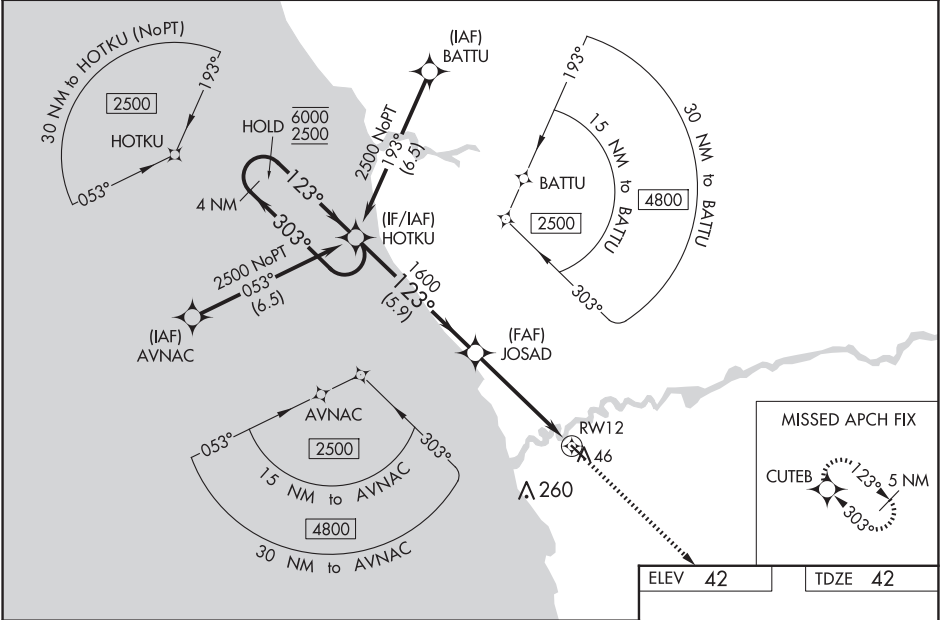 30 NM to HOTKU (NoPT)
193°
2500
HOTKU
053°
(IAF)
BATTU
2500 NoPT
193°
(6.5)
HOLD
6000
2500
4 NM
123°
303°
(IF/IAF)
HOTKU
2500 NoPT
053°
(6.5)
(IAF)
AVNAC
1600
123°
(5.9)
(FAF)
JOSAD
193°
15 NM to BATTU
30 NM to BATTU
BATTU
4800
2500
303°
AVNAC
053°
303°
2500
15 NM to AVNAC
4800
30 NM to AVNAC
RW12
46
260
MISSED APCH FIX
CUTEB
123°
5 NM
303°
ELEV 42
TDZE 42